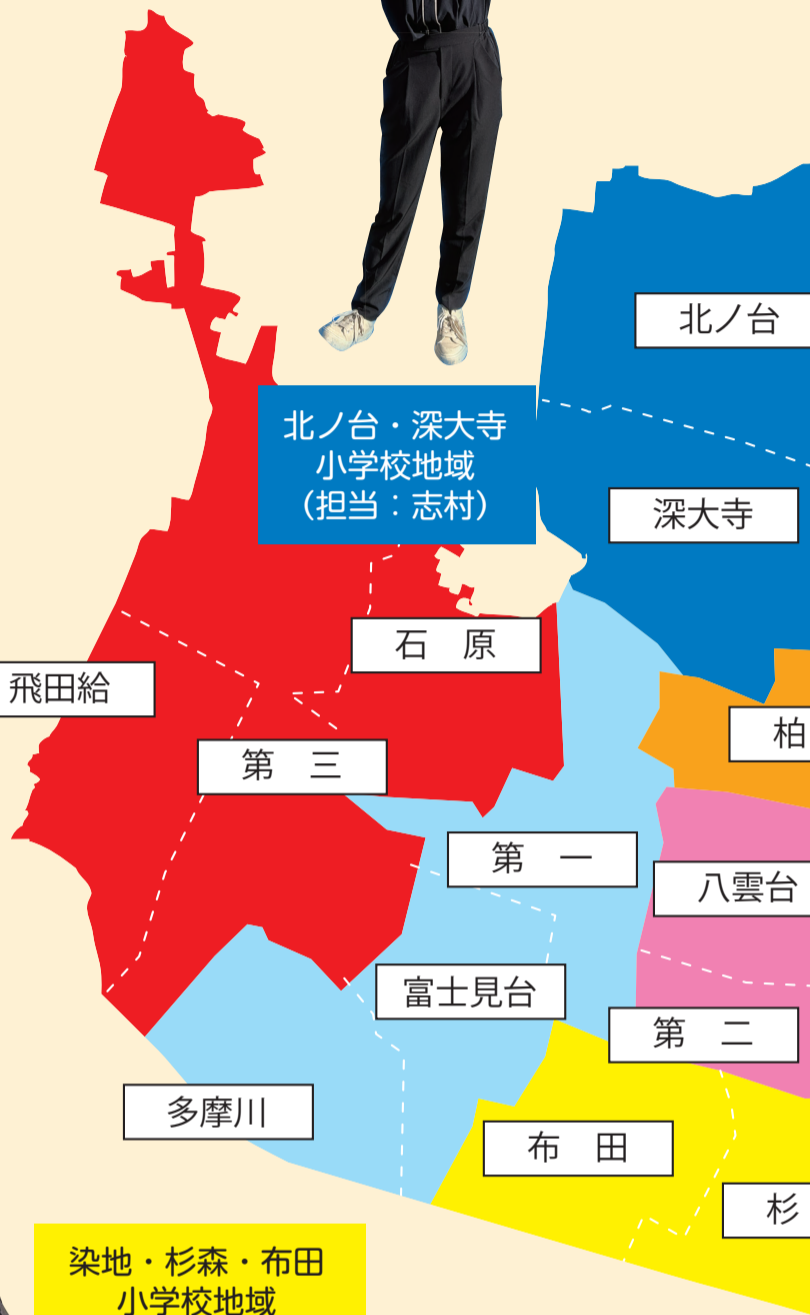 北ノ台
北ノ台・深大寺
小学校地域
（担当：志村）
深大寺
石　原
飛田給
柏
第　三
第　一
八雲台
富士見台
第　二
多摩川
布　田
杉
染地・杉森・布田
小学校地域